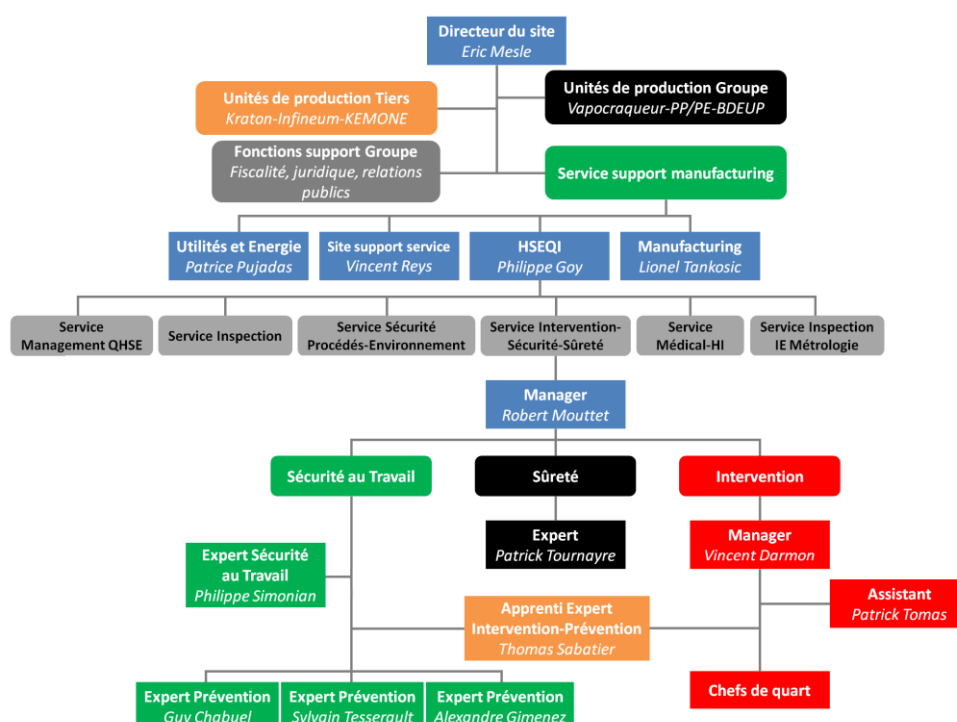 Directeur du site
Eric Mesle
Unités de production Tiers
Kraton-Infineum-KEMONE
Unités de production Groupe
Vapocraqueur-PP/PE-BDEUP
Fonctions support Groupe
Fiscalité, juridique, relations
publics
Service support manufacturing
Utilités et Energie
Patrice Pujadas
Site support service
Vincent Reys
HSEQI
Philippe Goy
Manufacturing
Lionel Tankosic
Service
Management QHSE
Service Inspection
Service Sécurité
Procédés-Environnement
Service Intervention-
Sécurité-Sûreté
Service
Médical-HI
Service Inspection
IE Métrologie
Manager
Robert Mouttet
Sécurité au Travail
Sûreté
Intervention
Expert Sécurité
au Travail
Philippe Simonian
Expert
Patrick Tournayre
Manager
Vincent Darmon
Assistant
Patrick Tomas
Apprenti Expert
Intervention-Prévention
Thomas Sabatier
Chefs de quart
Expert Prévention
Guy Chabuel
Expert Prévention
Sylvain Tesserault
Expert Prévention
Alexandre Gimenez